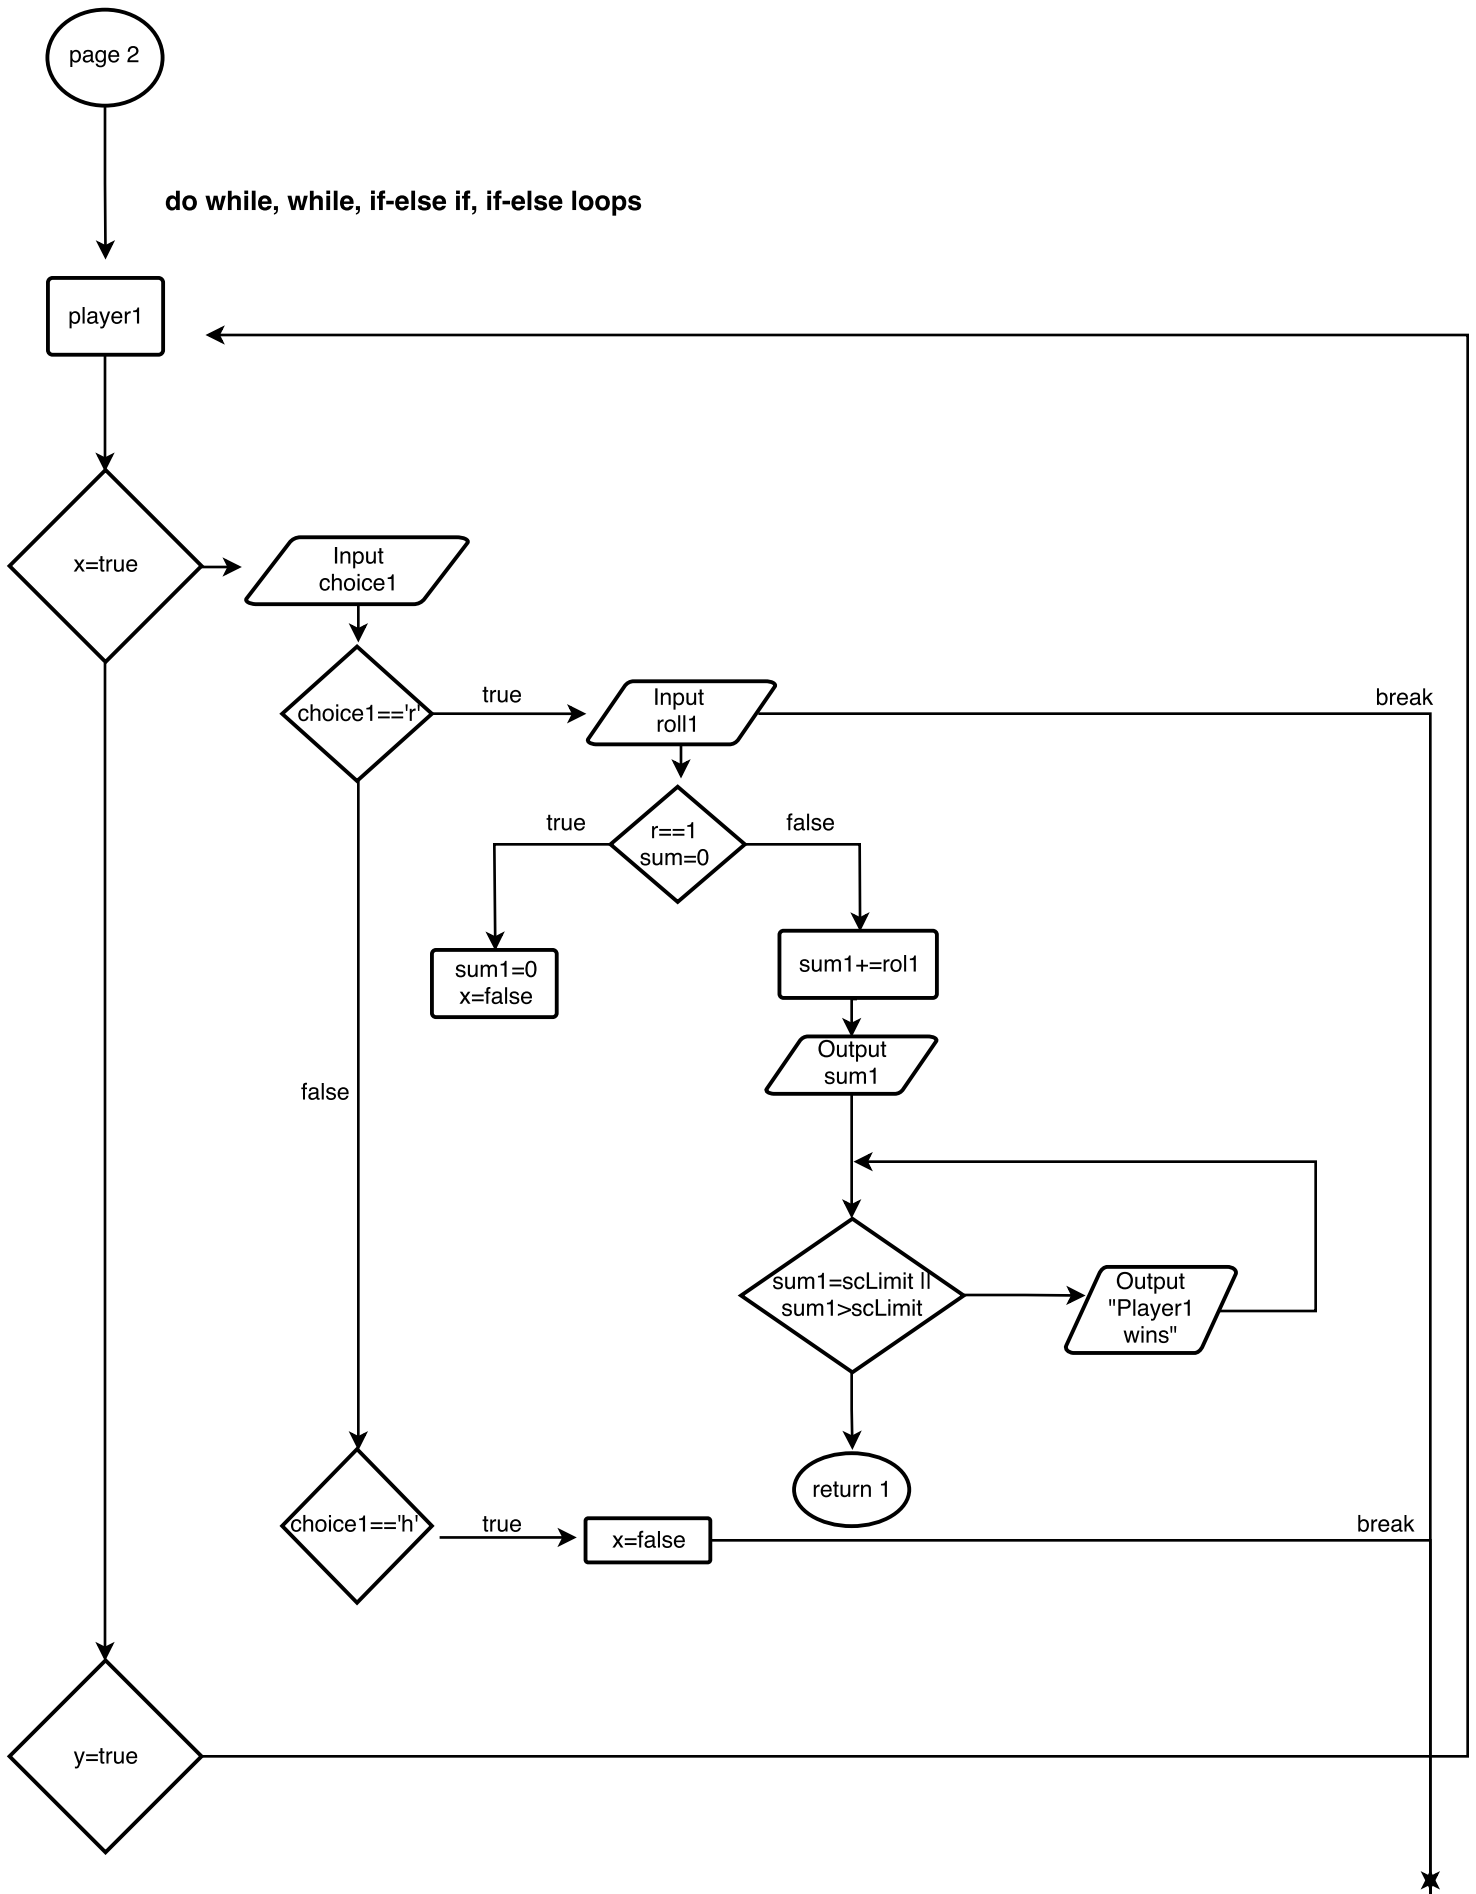 page 2
do while, while, if-else if, if-else loops
player1
x=true
Input
choice1
choice1=='r'
true
Input
roll1
break
true
r==1
sum=0
false
sum1=0
x=false
sum1+=rol1
Output
sum1
false
sum1=scLimit ||
sum1>scLimit
Output
"Player1
wins"
return 1
choice1=='h'
true
x=false
break
y=true